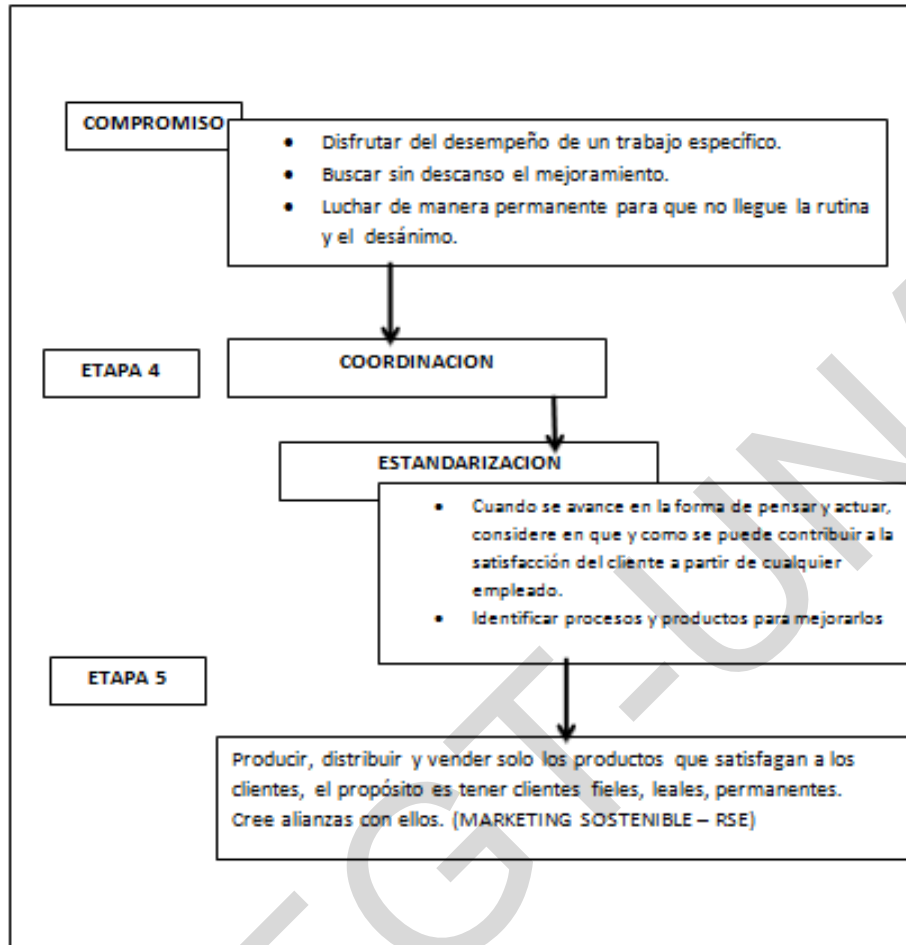 COMPROMISO
• Disfrutar del desempeño de un trabajo específico.
• Buscar sin descanso el mejoramiento.
• Luchar de manera permanente para que no llegue la rutina
y el desánimo.
ETAPA 4
COORDINACION
ESTANDARIZACION
• Cuando se avance en la forma de pensar y actuar,
considere en que y como se puede contribuir a la
satisfacción del cliente a partir de cualquier
empleado.
• Identificar procesos y productos para mejorarlos
ETAPA 5
Producir, distribuir y vender solo los productos que satisfagan a los
clientes, el propósito es tener clientes fieles, leales, permanentes.
Cree alianzas con ellos. (MARKETING SOSTENIBLE – RSE)